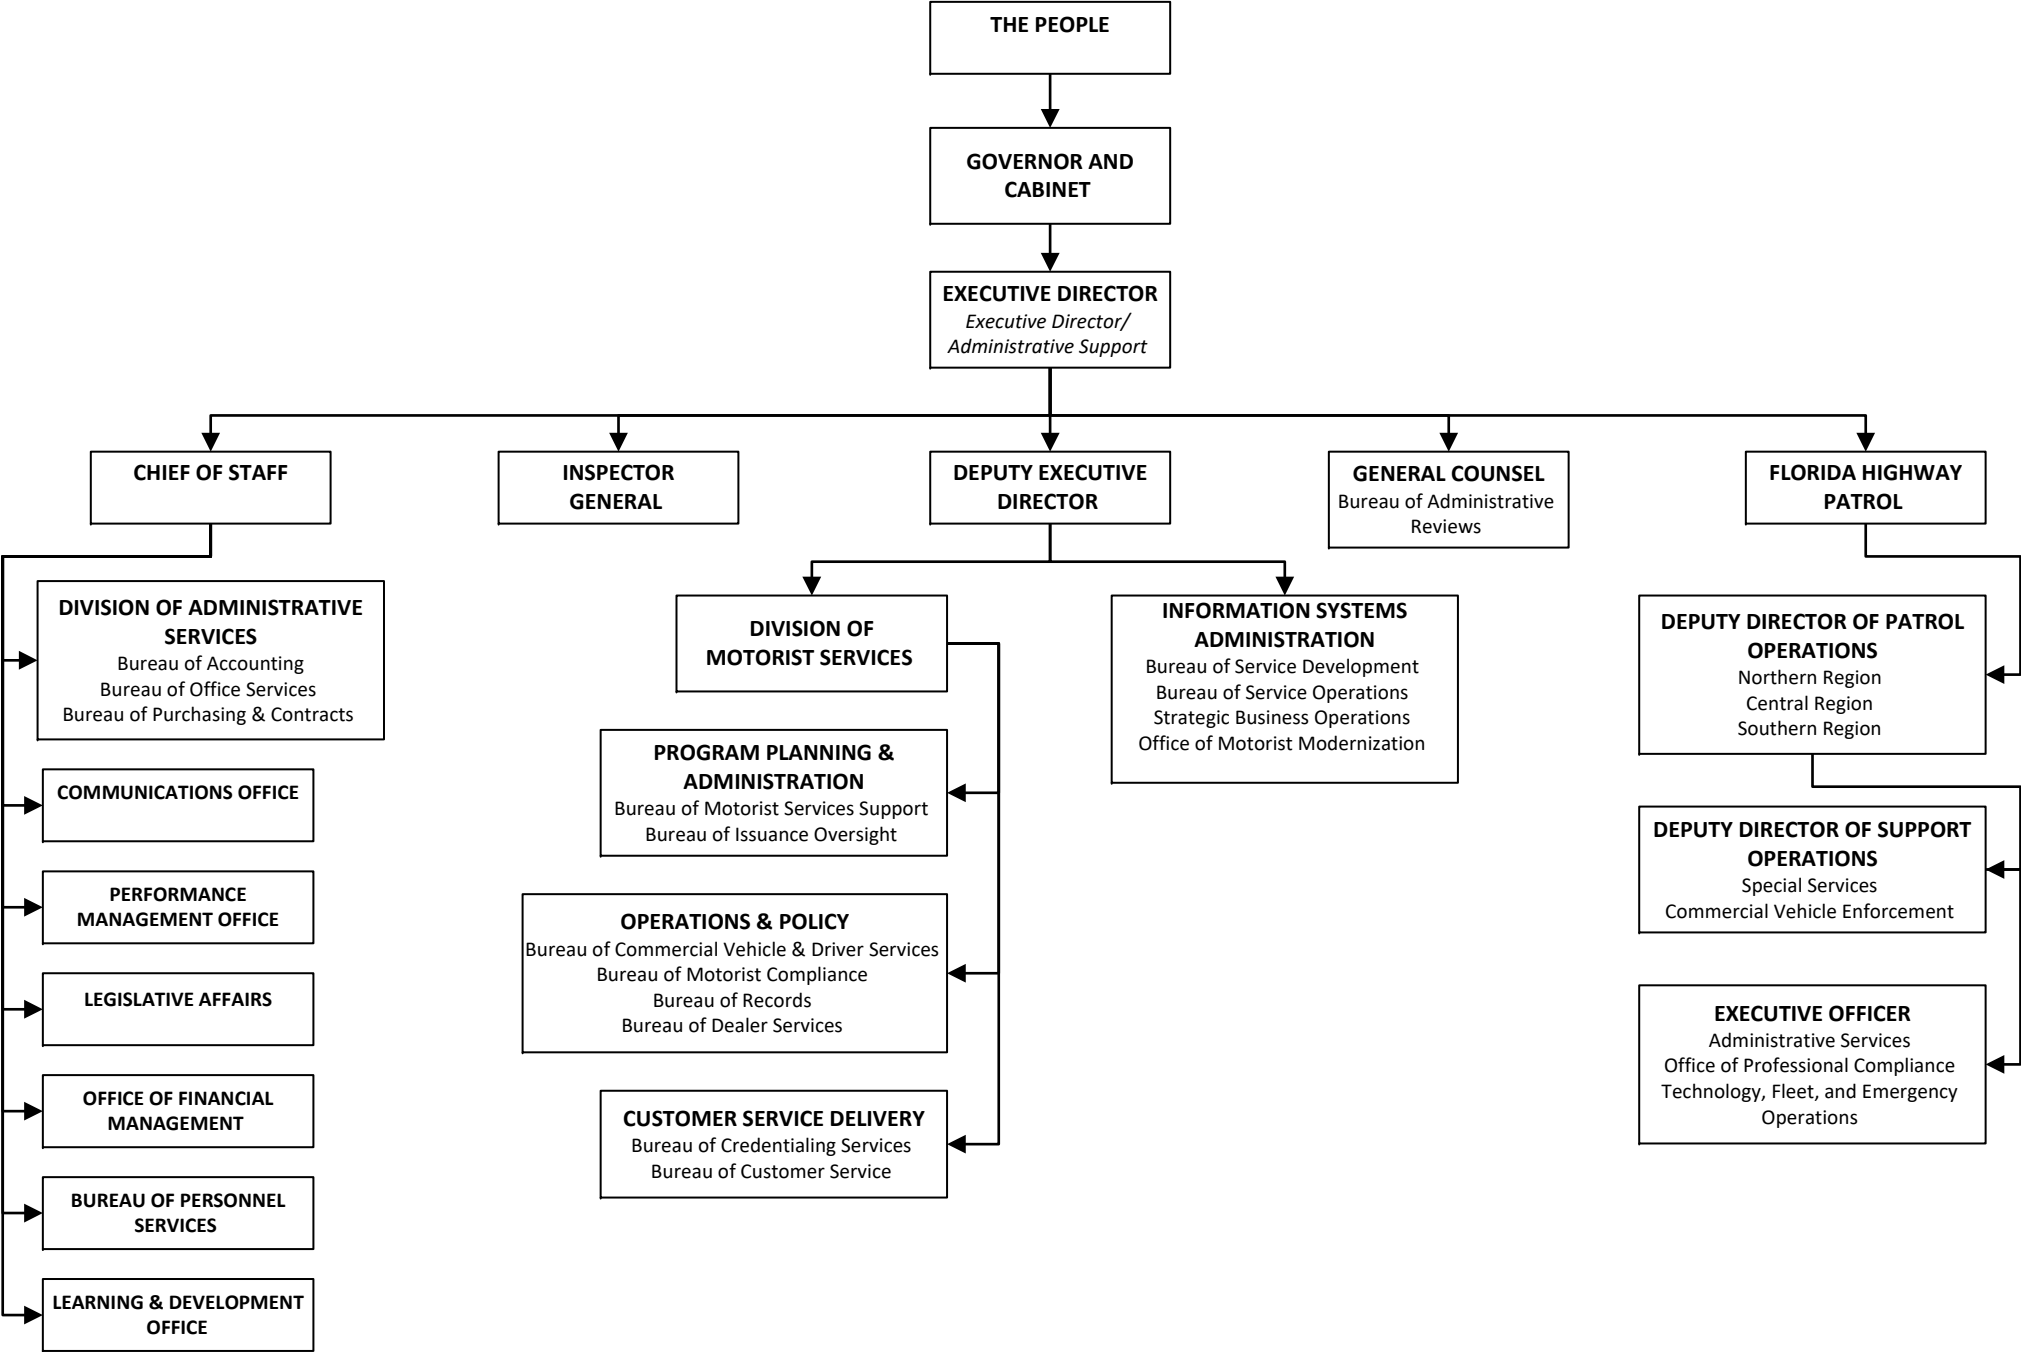 THE PEOPLE
GOVERNOR AND
CABINET
EXECUTIVE DIRECTOR
Executive Director/
Administrative Support
CHIEF OF STAFF
INSPECTOR
GENERAL
DEPUTY EXECUTIVE
DIRECTOR
GENERAL COUNSEL
Bureau of Administrative
Reviews
FLORIDA HIGHWAY
PATROL
DIVISION OF ADMINISTRATIVE
SERVICES
Bureau of Accounting
Bureau of Office Services
Bureau of Purchasing & Contracts
COMMUNICATIONS OFFICE
PERFORMANCE
MANAGEMENT OFFICE
LEGISLATIVE AFFAIRS
OFFICE OF FINANCIAL
MANAGEMENT
BUREAU OF PERSONNEL
SERVICES
LEARNING & DEVELOPMENT
OFFICE
DIVISION OF
MOTORIST SERVICES
PROGRAM PLANNING &
ADMINISTRATION
Bureau of Motorist Services Support
Bureau of Issuance Oversight
OPERATIONS & POLICY
Bureau of Commercial Vehicle & Driver Services
Bureau of Motorist Compliance
Bureau of Records
Bureau of Dealer Services
CUSTOMER SERVICE DELIVERY
Bureau of Credentialing Services
Bureau of Customer Service
INFORMATION SYSTEMS
ADMINISTRATION
Bureau of Service Development
Bureau of Service Operations
Strategic Business Operations
Office of Motorist Modernization
DEPUTY DIRECTOR OF PATROL
OPERATIONS
Northern Region
Central Region
Southern Region
DEPUTY DIRECTOR OF SUPPORT
OPERATIONS
Special Services
Commercial Vehicle Enforcement
EXECUTIVE OFFICER
Administrative Services
Office of Professional Compliance
Technology, Fleet, and Emergency
Operations